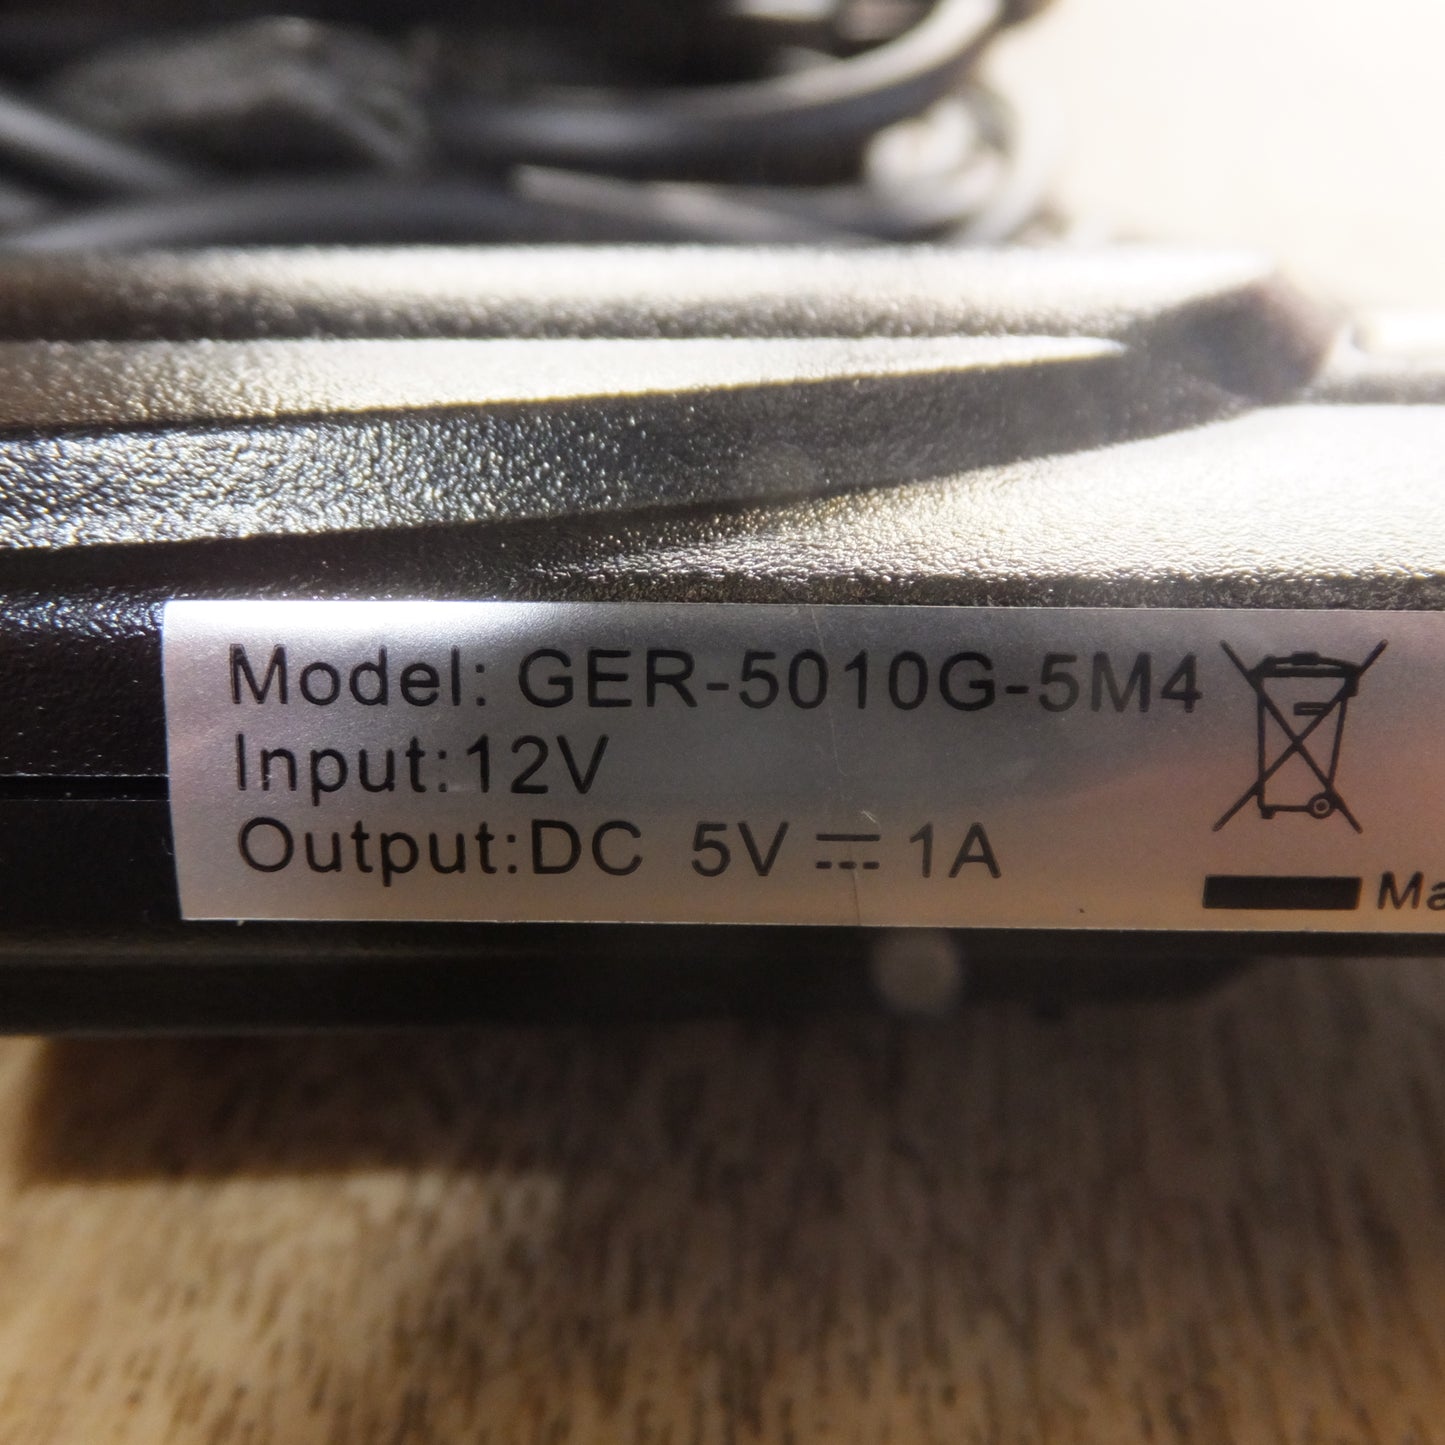 Model: GER-5010G-5M4
Input:12V
Output:DC 5V ⎓ 1A